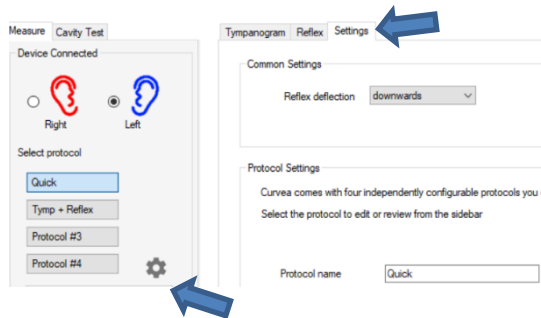 Measure Cavity Test
Device Connected
Right Left
Select protocol
Quick
Tymp + Reflex
Protocol #3
Protocol #4
Tympanogram Reflex Settings
Common Settings
Reflex deflection downwards
Protocol Settings
Curvea comes with four independently configurable protocols you
Select the protocol to edit or review from the sidebar
Protocol name Quick